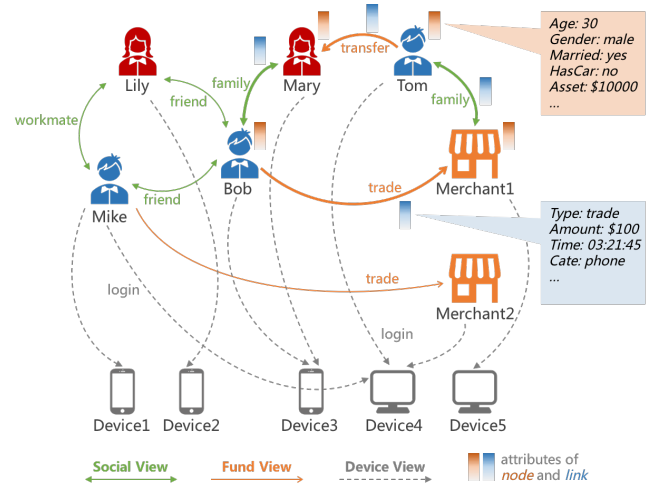 Age: 30
Gender: male
Married: yes
HasCar: no
Asset: $10000
...
transfer
Lily
Mary
Tom
family
family
friend
workmate
Bob
trade
Merchant1
friend
Mike
Type: trade
Amount: $100
Time: 03:21:45
Cate: phone
...
trade
login
Merchant2
login
Device1
Device2
Device3
Device4
Device5
Social View
Fund View
Device View
attributes of
node and link